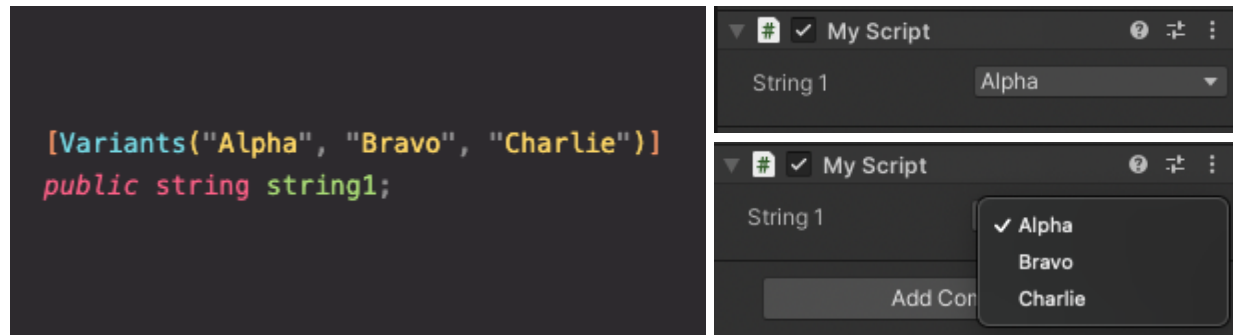 [Variants("Alpha", "Bravo", "Charlie")]
public string string1;
# My Script
String 1 Alpha
# My Script
String 1
Alpha
Bravo
Charlie
Add Con